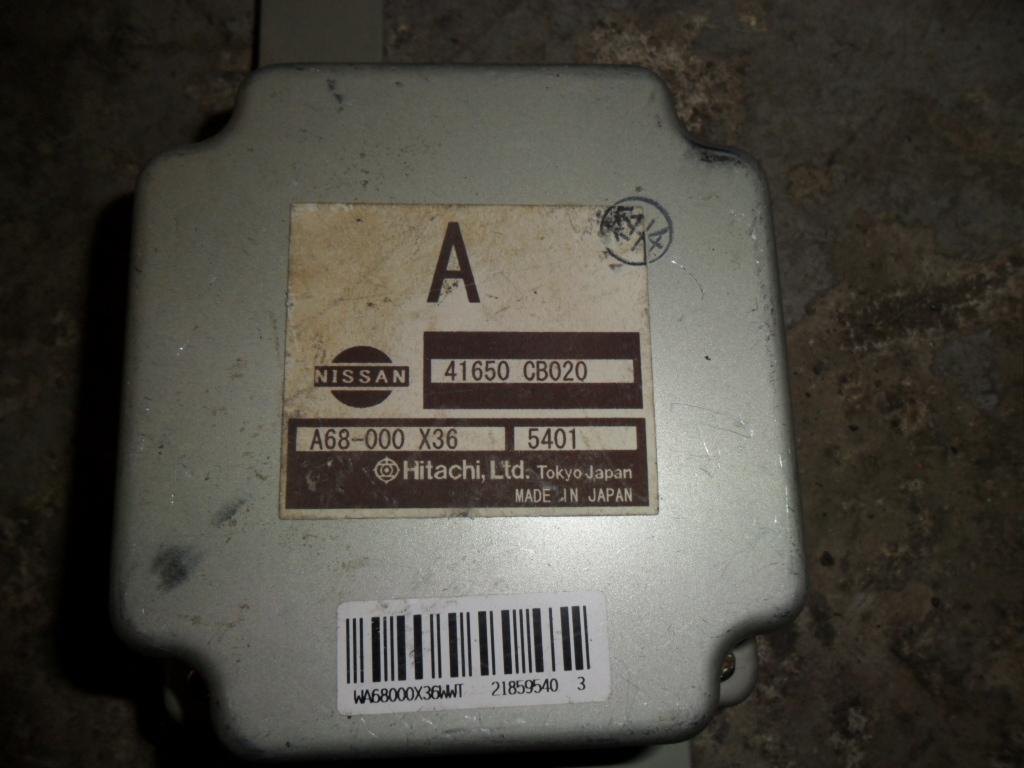 A
NISSAN
41650 CB020
A68-000 X36
5401
Hitachi, Ltd. Tokyo Japan
MADE IN JAPAN
WA68000X36WWT 21859540 3